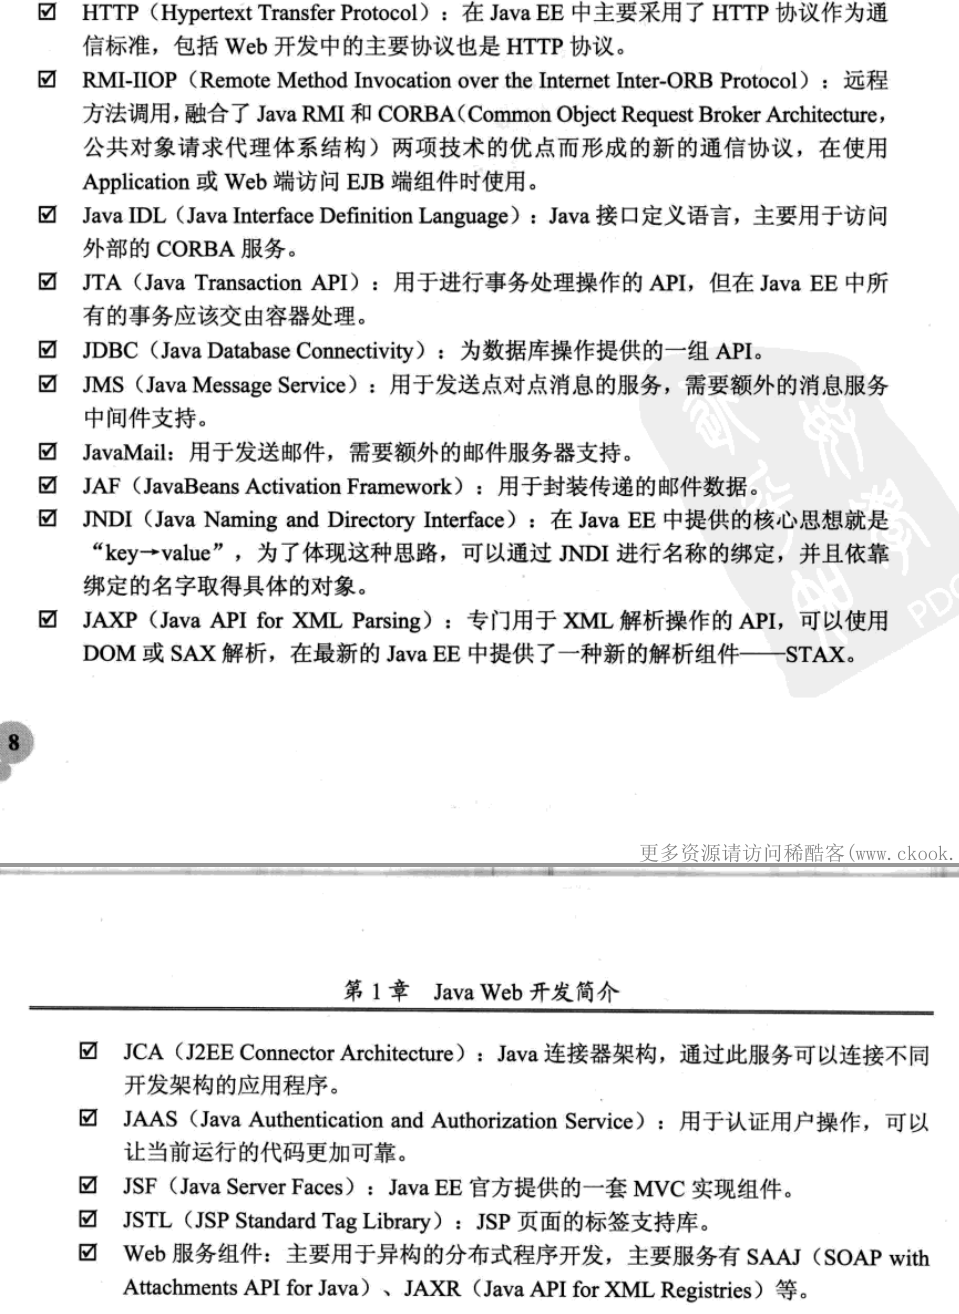 ☑ HTTP（Hypertext Transfer Protocol）：在 Java EE 中主要采用了 HTTP 协议作为通
信标准，包括 Web 开发中的主要协议也是 HTTP 协议。
☑ RMI-IIOP（Remote Method Invocation over the Internet Inter-ORB Protocol）：远程
方法调用，融合了 Java RMI 和 CORBA（Common Object Request Broker Architecture，
公共对象请求代理体系结构）两项技术的优点而形成的新的通信协议，在使用
Application 或 Web 端访问 EJB 端组件时使用。
☑ Java IDL（Java Interface Definition Language）：Java 接口定义语言，主要用于访问
外部的 CORBA 服务。
☑ JTA（Java Transaction API）：用于进行事务处理操作的 API，但在 Java EE 中所
有的事务应该交由容器处理。
☑ JDBC（Java Database Connectivity）：为数据库操作提供的一组 API。
☑ JMS（Java Message Service）：用于发送点对点消息的服务，需要额外的消息服务
中间件支持。
☑ JavaMail：用于发送邮件，需要额外的邮件服务器支持。
☑ JAF（JavaBeans Activation Framework）：用于封装传递的邮件数据。
☑ JNDI（Java Naming and Directory Interface）：在 Java EE 中提供的核心思想就是
“key→value”，为了体现这种思路，可以通过 JNDI 进行名称的绑定，并且依靠
绑定的名字取得具体的对象。
☑ JAXP（Java API for XML Parsing）：专门用于 XML 解析操作的 API，可以使用
DOM 或 SAX 解析，在最新的 Java EE 中提供了一种新的解析组件——STAX。
PDG
8
更多资源请访问稀酷客(www.ckook.
第 1 章 Java Web 开发简介
☑ JCA（J2EE Connector Architecture）：Java 连接器架构，通过此服务可以连接不同
开发架构的应用程序。
☑ JAAS（Java Authentication and Authorization Service）：用于认证用户操作，可以
让当前运行的代码更加可靠。
☑ JSF（Java Server Faces）：Java EE 官方提供的一套 MVC 实现组件。
☑ JSTL（JSP Standard Tag Library）：JSP 页面的标签支持库。
☑ Web 服务组件：主要用于异构的分布式程序开发，主要服务有 SAAJ（SOAP with
Attachments API for Java）、JAXR（Java API for XML Registries）等。